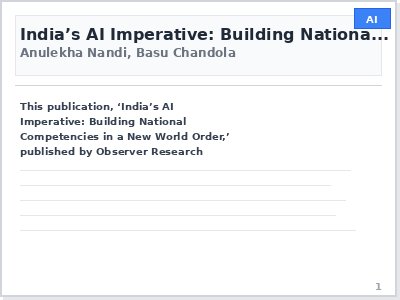 AI
India’s AI Imperative: Building Nationa...
Anulekha Nandi, Basu Chandola
This publication, ‘India’s AI
Imperative: Building National
Competencies in a New World Order,’
published by Observer Research
1